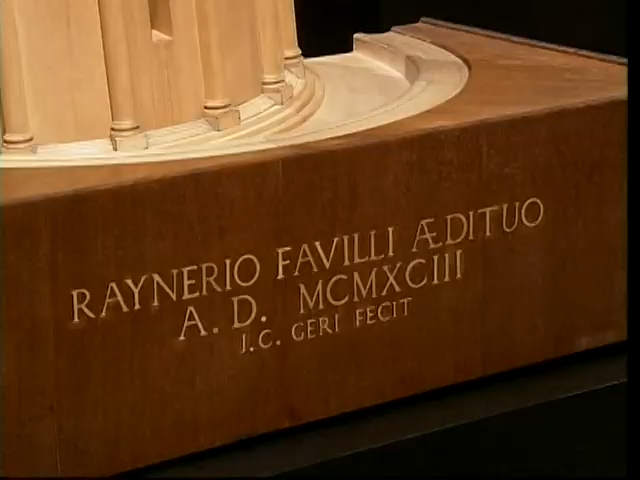 RAYNERIO FAVILLI ÆDITUO
A. D. MCMXCIII
J.C. GERI FECIT